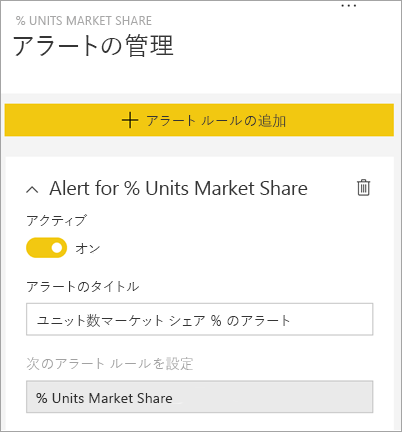 % UNITS MARKET SHARE
アラートの管理
アラート ルールの追加
Alert for % Units Market Share
アクティブ
オン
アラートのタイトル
ユニット数マーケット シェア % のアラート
次のアラート ルールを設定
% Units Market Share